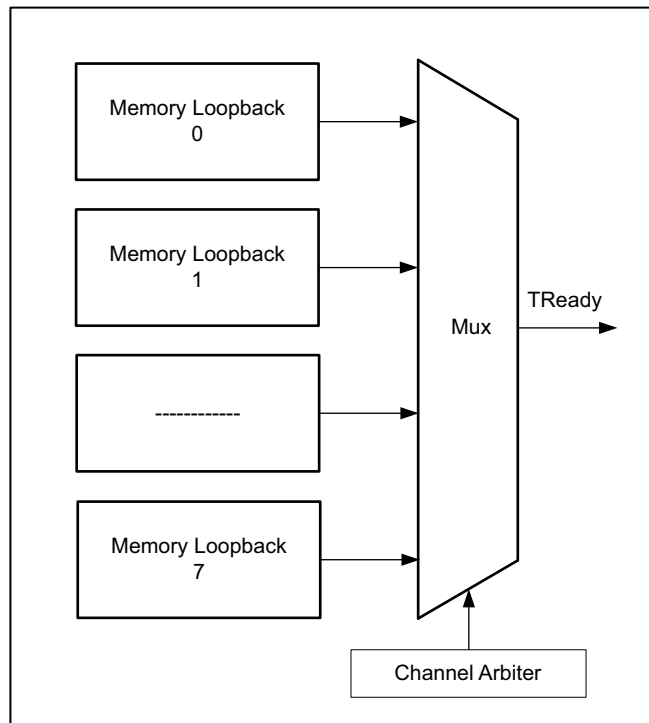 Memory Loopback
0
Memory Loopback
1
------------
Memory Loopback
7
Mux
TReady
Channel Arbiter